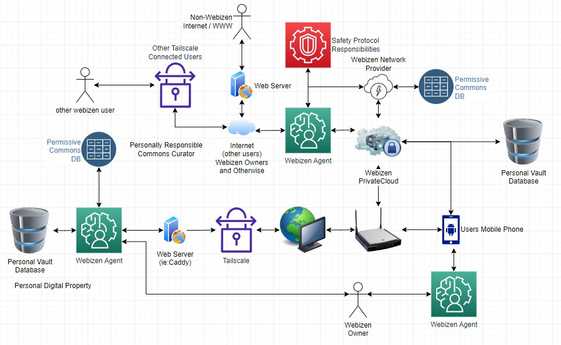 Non-Webizen
Internet / WWW
Other Tailscale
Connected Users
Safety Protocol
Responsibilities
Webizen Network
Provider
Web Server
Permissive
Commons
DB
other webizen user
Permissive
Commons
DB
Personally Responsible
Commons Curator
Internet
(other users)
Webizen Owners
and Otherwise
Webizen Agent
Webizen
PrivateCloud
Personal Vault
Database
Users Mobile Phone
Personal Vault
Database
Webizen Agent
Web Server
(ie:Caddy)
Tailscale
Personal Digital Property
Webizen
Owner
Webizen Agent